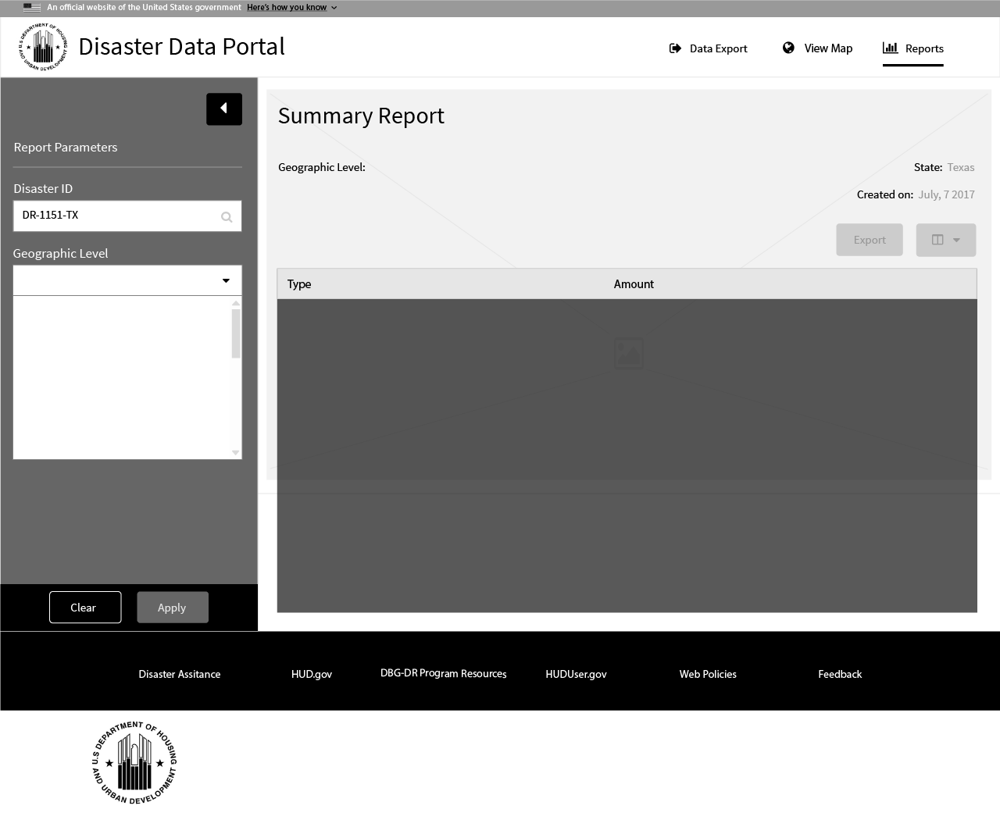 An official website of the United States government Here's how you know
U.S DEPARTMENT OF HOUSING AND URBAN DEVELOPMENT
Disaster Data Portal
Data Export
View Map
Reports
Summary Report
Report Parameters
Geographic Level:
State: Texas
Disaster ID
Created on: July, 7 2017
DR-1151-TX
Export
Geographic Level
Type Amount
Clear
Apply
Disaster Assitance
HUD.gov
DBG-DR Program Resources
HUDUser.gov
Web Policies
Feedback
U.S DEPARTMENT OF HOUSING AND URBAN DEVELOPMENT